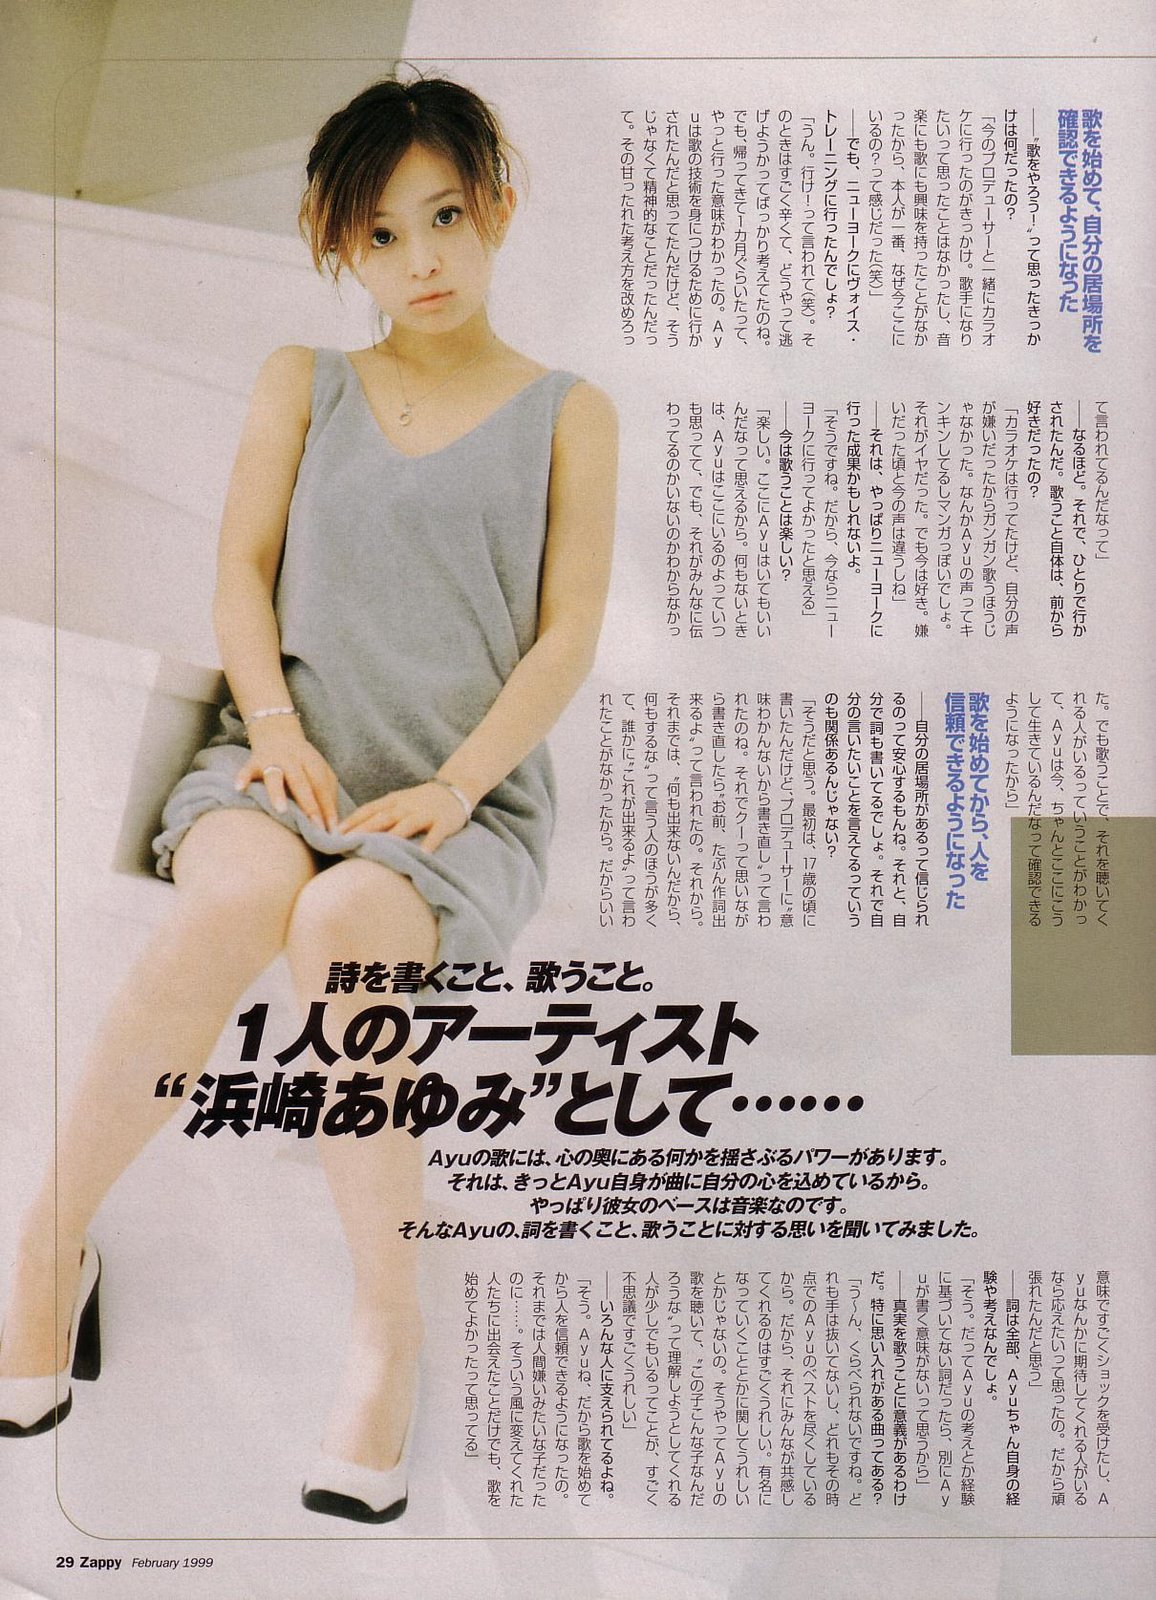 歌を始めて、自分の居場所を
確認できるようになった
――“歌をやろう！”って思ったきっか
けは何だったの？
「今のプロデューサーと一緒にカラオ
ケに行ったのがきっかけ。歌手になり
たいって思ったことはなかったし、音
楽にも歌にも興味を持ったことがなか
ったから、本人が一番、なぜ今ここに
いるの？って感じだった（笑）」
――でも、ニューヨークにヴォイス・
トレーニングに行ったんでしょ？
「うん。行け！って言われて（笑）。そ
のときはすごく辛くて、どうやって逃
げようかってばっかり考えてたのね。
でも、帰ってきて1カ月ぐらいたって、
やっと行った意味がわかったの。Ay
uは歌の技術を身につけるために行か
されたんだと思ってたんだけど、そう
じゃなくて精神的なことだったんだっ
て。その甘ったれた考え方を改めろっ
て言われてるんだなって」
――なるほど。それで、ひとりで行か
されたんだ。歌うこと自体は、前から
好きだったの？
「カラオケは行ってたけど、自分の声
が嫌いだったからガンガン歌うほうじ
ゃなかった。なんかAyuの声ってキ
ンキンしてるしマンガっぽいでしょ。
それがイヤだった。でも今は好き。嫌
いだった頃と今の声は違うしね」
――それは、やっぱりニューヨークに
行った成果かもしれないよ。
「そうですね。だから、今ならニュー
ヨークに行ってよかったと思える」
――今は歌うことは楽しい？
「楽しい。ここにAyuはいてもいい
んだなって思えるから。何もないとき
は、Ayuはここにいるのよっていつ
も思ってて、でも、それがみんなに伝
わってるのかいないのかわからなかっ
た。でも歌うことで、それを聴いてく
れる人がいるっていうことがわかっ
て、Ayuは今、ちゃんとここにこう
して生きているんだなって確認できる
ようになったから」
歌を始めてから、人を
信頼できるようになった
――自分の居場所があるって信じられ
るのって安心するもんね。それと、自
分で詞も書いてるでしょ。それで自
分の言いたいことを言えてるっていう
のも関係あるんじゃない？
「そうだと思う。最初は、17歳の頃に
書いたんだけど、プロデューサーに“意
味わかんないから書き直し”って言わ
れたのね。それでクーって思いなが
ら書き直したら“お前、たぶん作詞出
来るよ”って言われたの。それから。
それまでは、“何も出来ないんだから、
何もするな”って言う人のほうが多く
て、誰かに“これが出来るよ”って言わ
れたことがなかったから。だからいい
詩を書くこと、歌うこと。
1人のアーティスト
“浜崎あゆみ”として……
Ayuの歌には、心の奥にある何かを揺さぶるパワーがあります。
それは、きっとAyu自身が曲に自分の心を込めているから。
やっぱり彼女のベースは音楽なのです。
そんなAyuの、詞を書くこと、歌うことに対する思いを聞いてみました。
意味ですごくショックを受けたし、A
yuなんかに期待してくれる人がいる
なら応えたいって思ったの。だから頑
張れたんだと思う」
――詞は全部、Ayuちゃん自身の経
験や考えなんでしょ。
「そう。だってAyuの考えとか経験
に基づいてない詞だったら、別にAy
uが書く意味がないって思うから」
――真実を歌うことに意義があるわけ
だ。特に思い入れがある曲ってある？
「う～ん、くらべられないですね。ど
れも手は抜いてないし、どれもその時
点でのAyuのベストを尽くしている
から。だから、それにみんなが共感し
てくれるのはすごくうれしい。有名に
なっていくこととかに関してうれしい
とかじゃないの。そうやってAyuの
歌を聴いて、“この子こんな子なんだ
ろうな”って理解しようとしてくれる
人が少しでもいるってことが、すごく
不思議ですごくうれしい」
――いろんな人に支えられてるよね。
「そう。Ayuね、だから歌を始めて
から人を信頼できるようになったの。
それまでは人間嫌いみたいな子だった
のに……。そういう風に変えてくれた
人たちに出会えたことだけでも、歌を
始めてよかったって思ってる」
29 Zappy February 1999